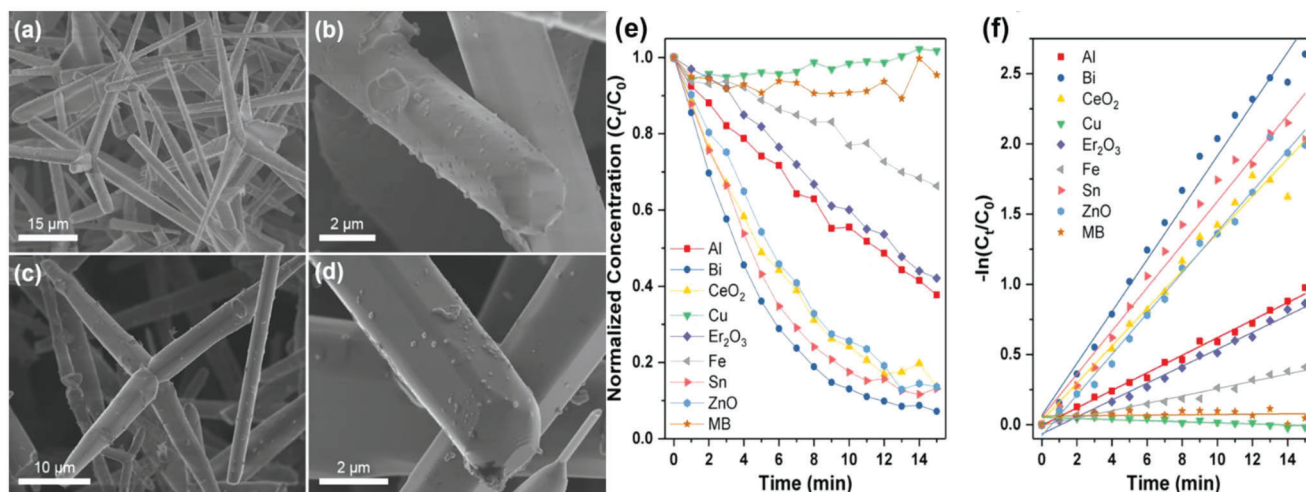 (a)
15 µm
(b)
2 µm
(c)
10 µm
(d)
2 µm
(e)
Normalized Concentration (Cₜ/C₀)
1.0
0.8
0.6
0.4
0.2
0.0
Al
Bi
CeO₂
Cu
Er₂O₃
Fe
Sn
ZnO
MB
0 2 4 6 8 10 12 14
Time (min)
(f)
-ln(Cₜ/C₀)
2.5
2.0
1.5
1.0
0.5
0.0
Al
Bi
CeO₂
Cu
Er₂O₃
Fe
Sn
ZnO
MB
0 2 4 6 8 10 12 14
Time (min)